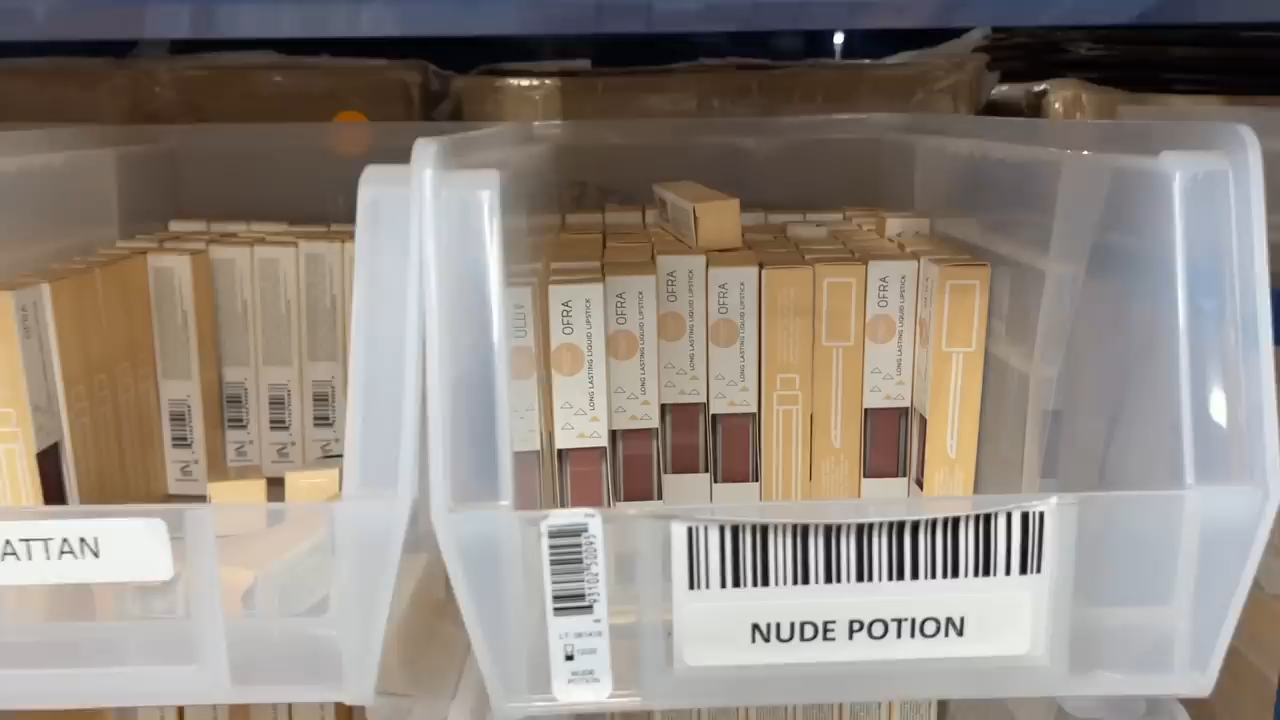 OFRA
LONG LASTING LIQUID LIPSTICK
OFRA
LONG LASTING LIQUID LIPSTICK
OFRA
LONG LASTING LIQUID LIPSTICK
OFRA
LONG LASTING LIQUID LIPSTICK
OFRA
LONG LASTING LIQUID LIPSTICK
ATTAN
NUDE POTION
NUDE
POTION